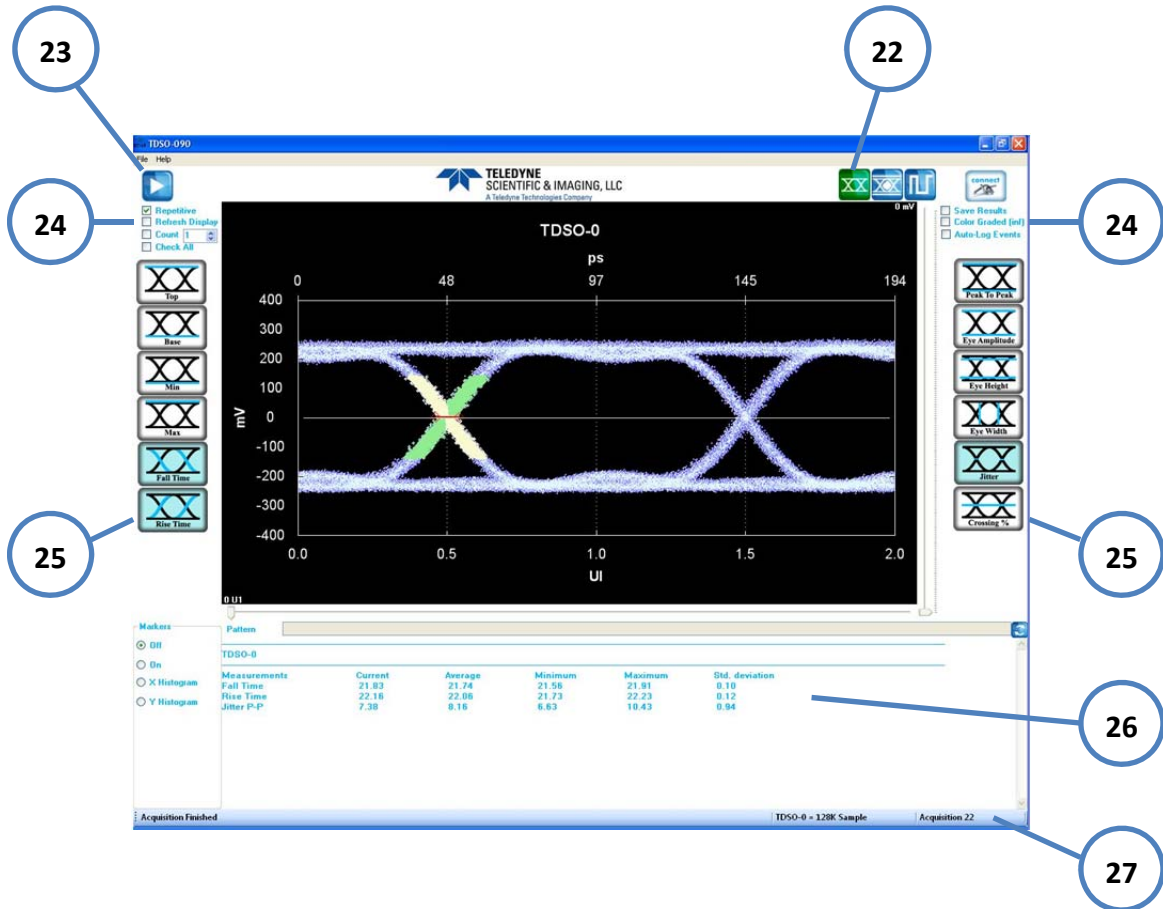 23
22
TDSO-090
File Help
TELEDYNE
SCIENTIFIC & IMAGING, LLC
A Teledyne Technologies Company
connect
24
Repetitive
Refresh Display
Count 1
Check All
0 mV
Save Results
Color Graded (inf)
Auto-Log Events
24
TDSO-0
ps
0 48 97 145 194
400
300
200
100
0
-100
-200
-300
-400
mV
0.0 0.5 1.0 1.5 2.0
UI
0 U1
Top
Base
Min
Max
Fall Time
Rise Time
Peak To Peak
Eye Amplitude
Eye Height
Eye Width
Jitter
Crossing %
25
25
Markers
Off
On
X Histogram
Y Histogram
Pattern
TDSO-0
Measurements Current Average Minimum Maximum Std. deviation
Fall Time 21.83 21.74 21.56 21.91 0.10
Rise Time 22.16 22.06 21.73 22.23 0.12
Jitter P-P 7.38 8.16 6.63 10.43 0.94
26
Acquisition Finished TDSO-0 = 128K Sample Acquisition 22
27